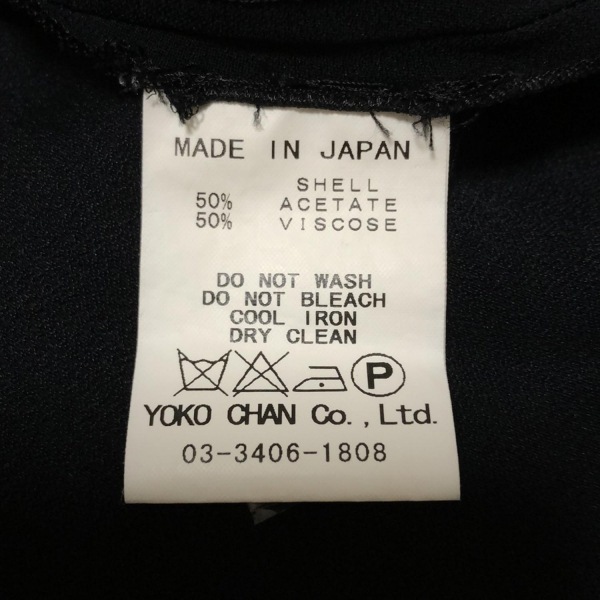 MADE IN JAPAN
SHELL
50% ACETATE
50% VISCOSE
DO NOT WASH
DO NOT BLEACH
COOL IRON
DRY CLEAN
P
YOKO CHAN Co.,Ltd.
03-3406-1808